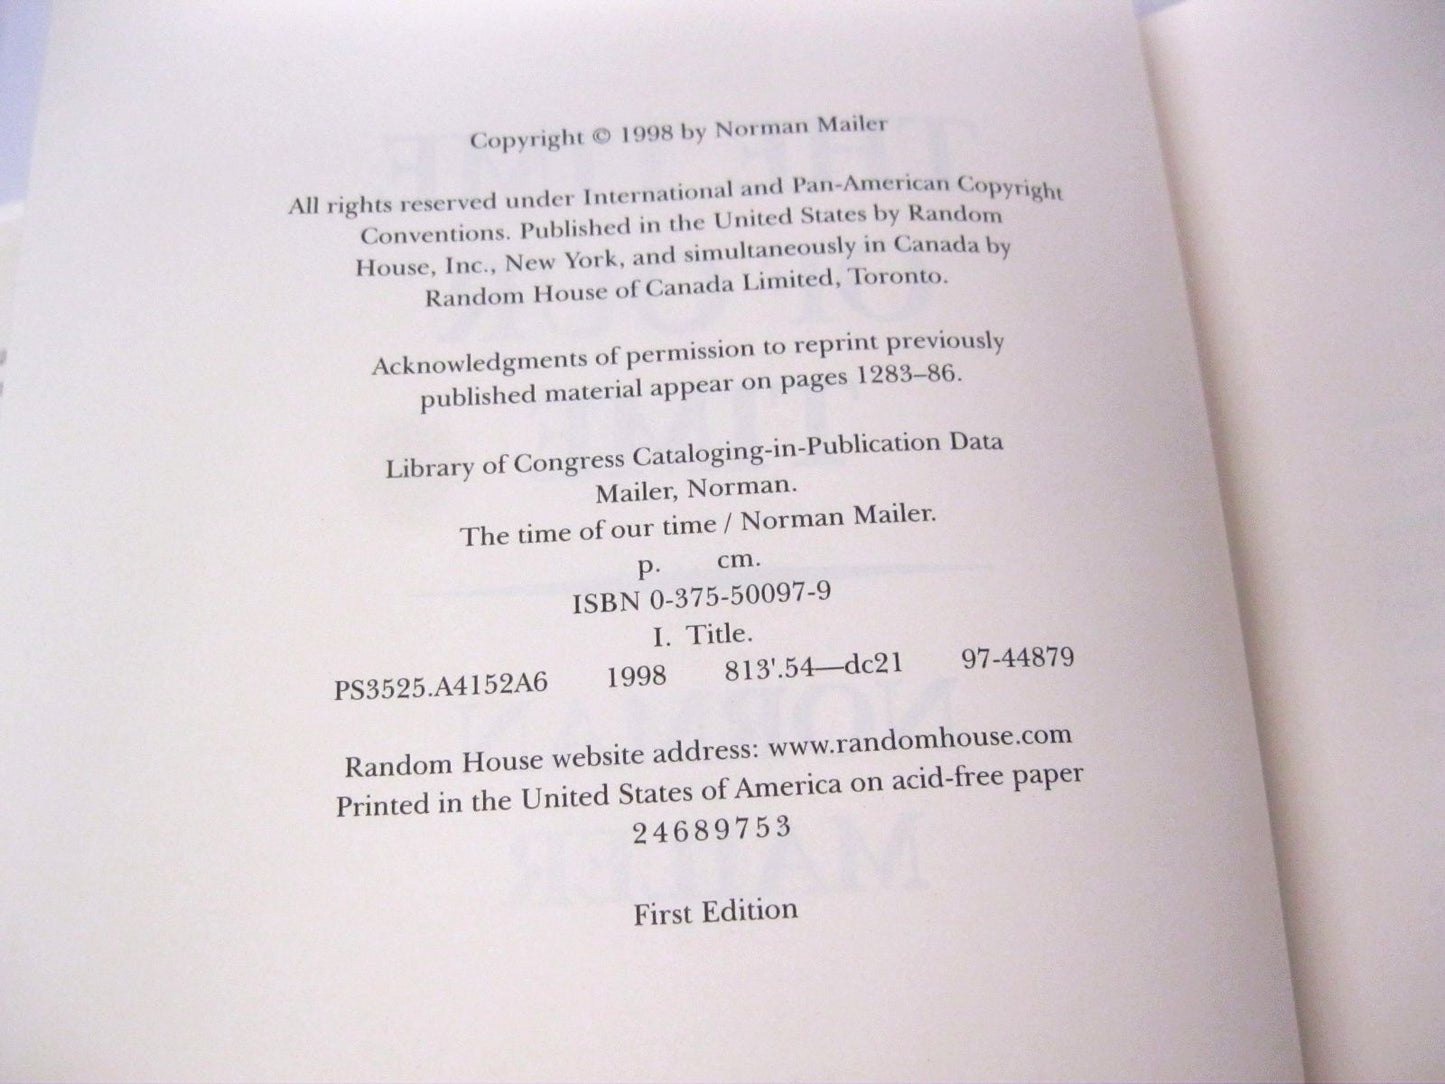 Copyright © 1998 by Norman Mailer
All rights reserved under International and Pan-American Copyright
Conventions. Published in the United States by Random
House, Inc., New York, and simultaneously in Canada by
Random House of Canada Limited, Toronto.
Acknowledgments of permission to reprint previously
published material appear on pages 1283–86.
Library of Congress Cataloging-in-Publication Data
Mailer, Norman.
The time of our time / Norman Mailer.
p. cm.
ISBN 0-375-50097-9
I. Title.
PS3525.A4152A6 1998 813'.54—dc21 97-44879
Random House website address: www.randomhouse.com
Printed in the United States of America on acid-free paper
24689753
First Edition